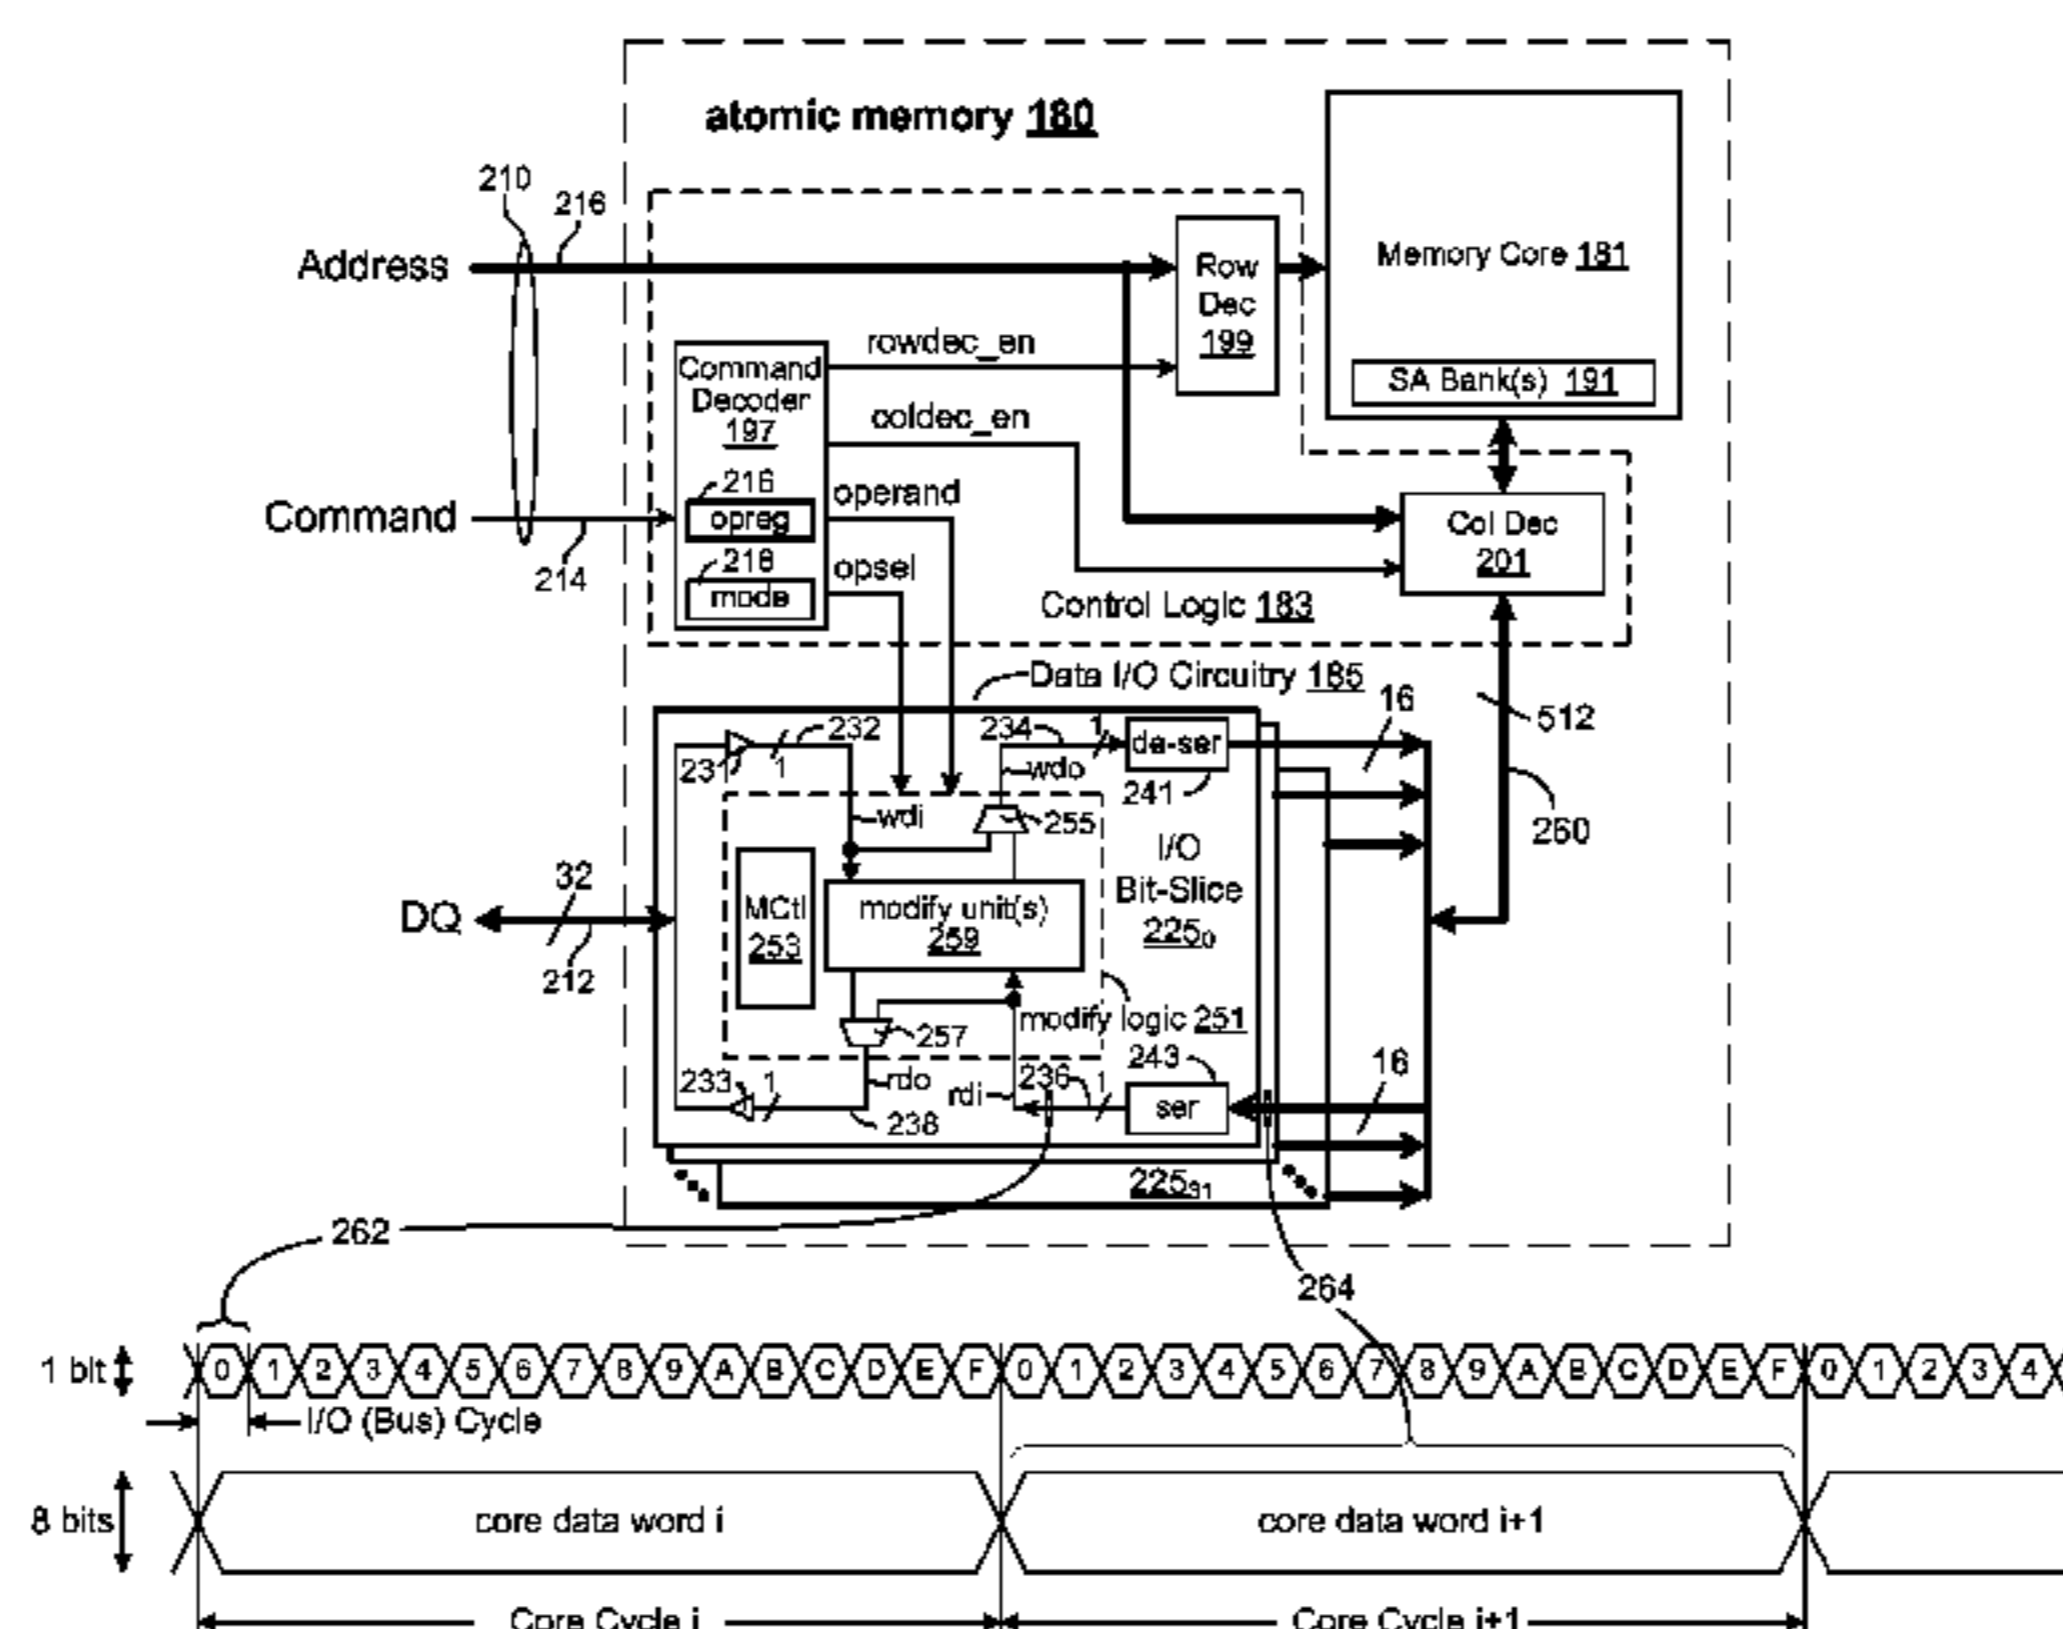 atomic memory 180
210
216
Address
Row
Dec
199
Memory Core 181
SA Bank(s) 191
rowdec_en
Command
Decoder
197
coldec_en
216
opreg
operand
Command
214
218
mode
opsel
Col Dec
201
Control Logic 183
Data I/O Circuitry 185
16
512
260
231
1
232
234
1
de-ser
wdo
241
wdi
255
I/O
Bit-Slice
225₀
32
DQ
212
MCtl
253
modify unit(s)
259
modify logic 251
257
243
16
233
1
rdo
238
rdi
236
1
ser
225₃₁
262
264
1 bit
0 1 2 3 4 5 6 7 8 9 A B C D E F 0 1 2 3 4 5 6 7 8 9 A B C D E F 0 1 2 3 4
I/O (Bus) Cycle
8 bits
core data word i
core data word i+1
Core Cycle i
Core Cycle i+1